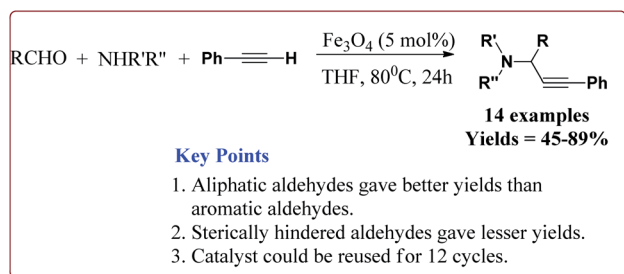 RCHO + NHR'R" + Ph H
Fe₃O₄ (5 mol%)
THF, 80⁰C, 24h
R' R
N
R" Ph
14 examples
Yields = 45-89%
Key Points
1. Aliphatic aldehydes gave better yields than
aromatic aldehydes.
2. Sterically hindered aldehydes gave lesser yields.
3. Catalyst could be reused for 12 cycles.